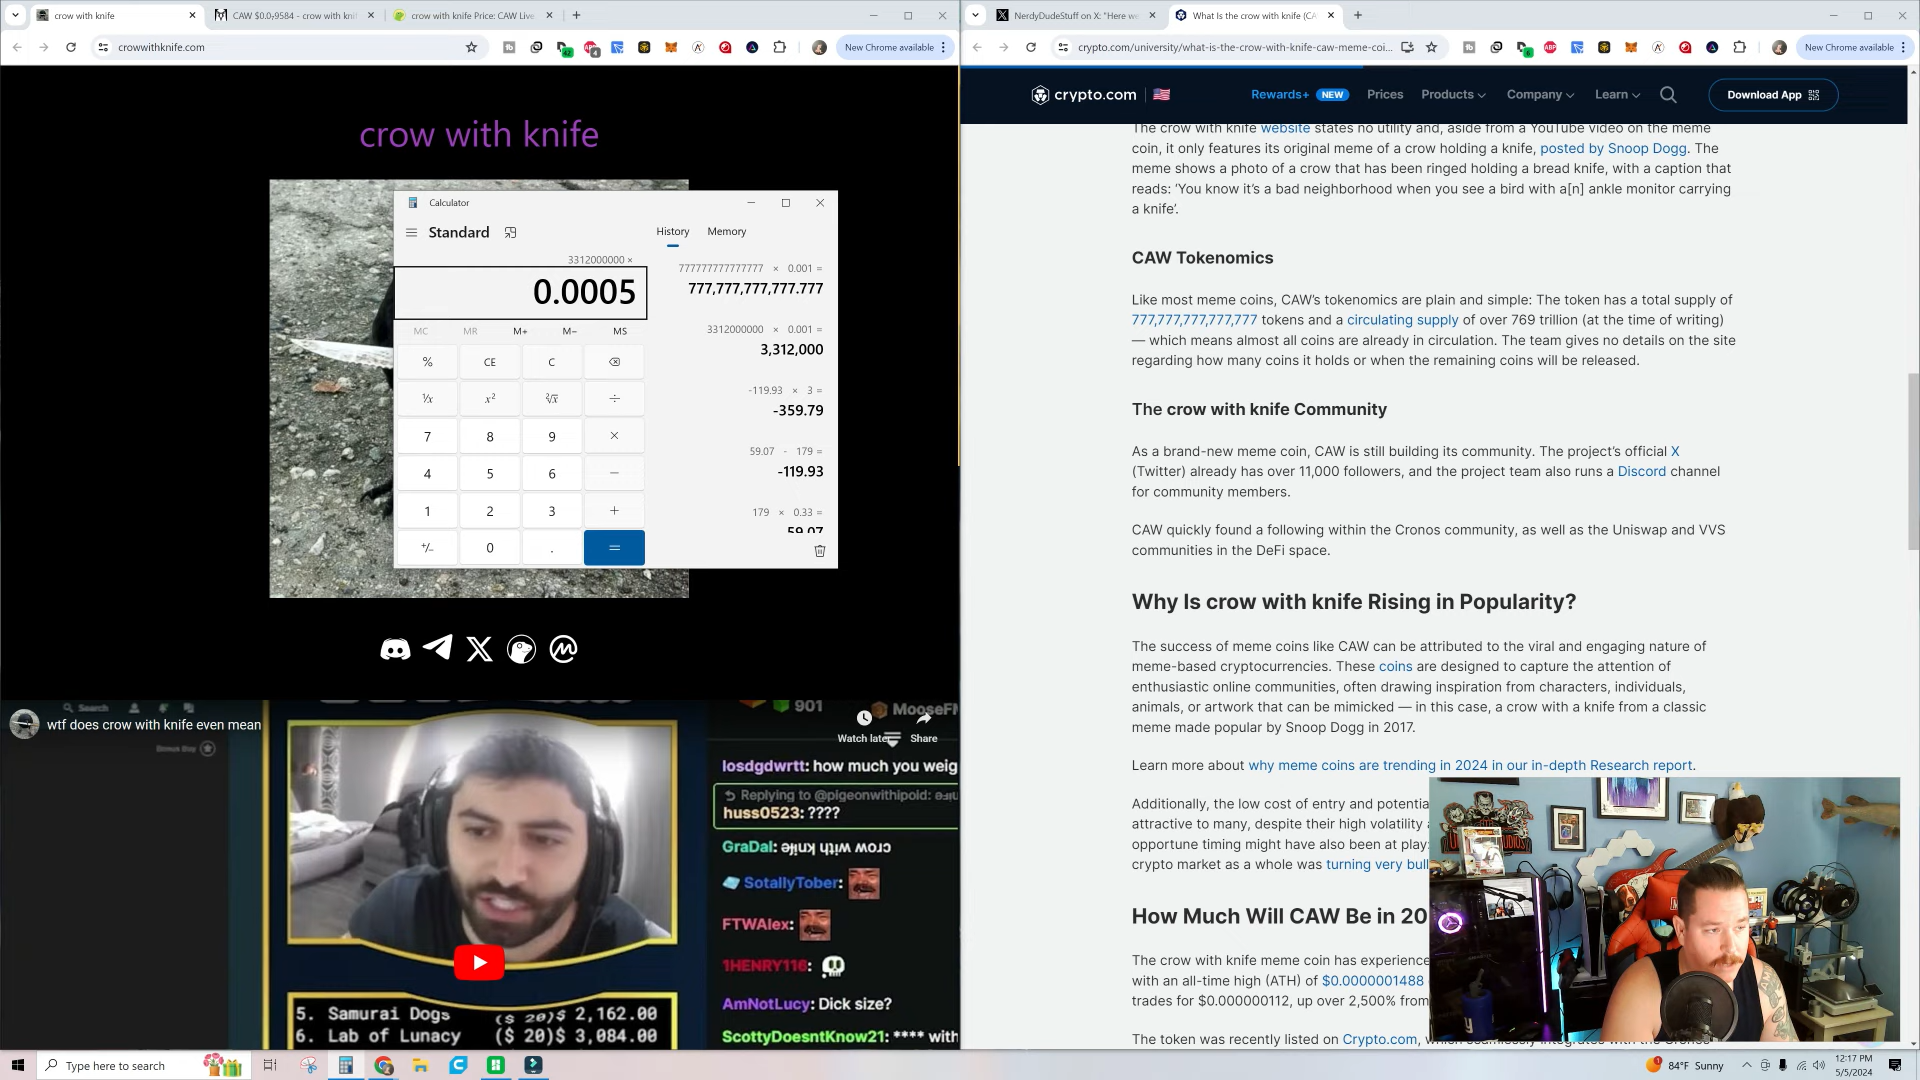 crow with knife
CAW $0.0₇9584 - crow with kni
crow with knife Price: CAW Live
crowwithknife.com
New Chrome available
crow with knife
Calculator
Standard
History
Memory
3312000000 ×
0.0005
MC MR M+ M− MS
% CE C
7 8 9 ×
4 5 6 −
1 2 3 +
+/− 0 . =
777777777777777 × 0.001 =
777,777,777,777.777
3312000000 × 0.001 =
3,312,000
-119.93 × 3 =
-359.79
59.07 - 179 =
-119.93
179 × 0.33 =
59.07
wtf does crow with knife even mean
Search
901
Watch later
Share
losdgdwrtt: how much you weig
Replying to @pigeonwithipoid:
huss0523: ????
GraDal: ǝɟıuʞ ɥʇıʍ ʍoɹɔ
SotallyTober:
FTWAlex:
1HENRY116:
AmNotLucy: Dick size?
ScottyDoesntKnow21: **** with
5. Samurai Dogs ($ 20)$ 2,162.00
6. Lab of Lunacy ($ 20)$ 3,084.00
NerdyDudeStuff on X: "Here we
What Is the crow with knife (CA
crypto.com/university/what-is-the-crow-with-knife-caw-meme-coi...
New Chrome available
crypto.com
Rewards+ NEW Prices Products Company Learn
Download App
The crow with knife website states no utility and, aside from a YouTube video on the meme
coin, it only features its original meme of a crow holding a knife, posted by Snoop Dogg. The
meme shows a photo of a crow that has been ringed holding a bread knife, with a caption that
reads: ‘You know it’s a bad neighborhood when you see a bird with a[n] ankle monitor carrying
a knife’.
CAW Tokenomics
Like most meme coins, CAW’s tokenomics are plain and simple: The token has a total supply of
777,777,777,777,777 tokens and a circulating supply of over 769 trillion (at the time of writing)
— which means almost all coins are already in circulation. The team gives no details on the site
regarding how many coins it holds or when the remaining coins will be released.
The crow with knife Community
As a brand-new meme coin, CAW is still building its community. The project’s official X
(Twitter) already has over 11,000 followers, and the project team also runs a Discord channel
for community members.
CAW quickly found a following within the Cronos community, as well as the Uniswap and VVS
communities in the DeFi space.
Why Is crow with knife Rising in Popularity?
The success of meme coins like CAW can be attributed to the viral and engaging nature of
meme-based cryptocurrencies. These coins are designed to capture the attention of
enthusiastic online communities, often drawing inspiration from characters, individuals,
animals, or artwork that can be mimicked — in this case, a crow with a knife from a classic
meme made popular by Snoop Dogg in 2017.
Learn more about why meme coins are trending in 2024 in our in-depth Research report.
Additionally, the low cost of entry and potentia
attractive to many, despite their high volatility
opportune timing might have also been at play
crypto market as a whole was turning very bull
How Much Will CAW Be in 20
The crow with knife meme coin has experience
with an all-time high (ATH) of $0.0000001488
trades for $0.000000112, up over 2,500% from
The token was recently listed on Crypto.com, which seamlessly integrates with the Cronos
Type here to search
84°F Sunny
12:17 PM
5/5/2024